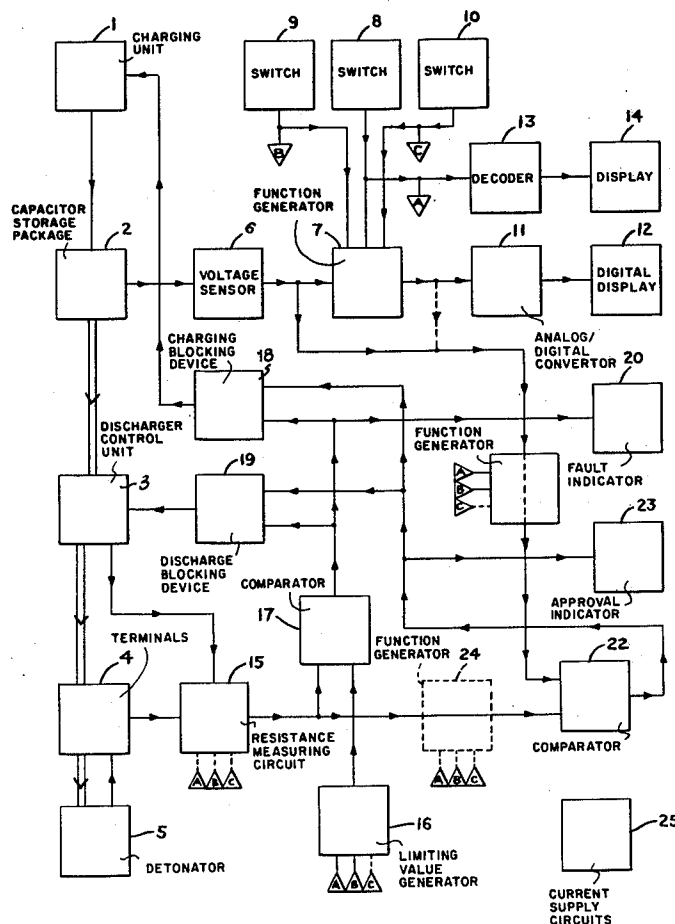 1
CHARGING
UNIT
9
SWITCH
8
SWITCH
10
SWITCH
B
C
A
13
DECODER
14
DISPLAY
CAPACITOR
STORAGE
PACKAGE
2
6
VOLTAGE
SENSOR
FUNCTION
GENERATOR
7
11
ANALOG/
DIGITAL
CONVERTOR
12
DIGITAL
DISPLAY
CHARGING
BLOCKING
DEVICE
18
20
FAULT
INDICATOR
DISCHARGER
CONTROL
UNIT
3
19
DISCHARGE
BLOCKING
DEVICE
FUNCTION
GENERATOR
A
B
C
23
APPROVAL
INDICATOR
COMPARATOR
17
TERMINALS
4
15
RESISTANCE
MEASURING
CIRCUIT
A
B
C
FUNCTION
GENERATOR
24
A
B
C
22
COMPARATOR
5
DETONATOR
16
LIMITING
VALUE
GENERATOR
A
B
C
25
CURRENT
SUPPLY
CIRCUITS